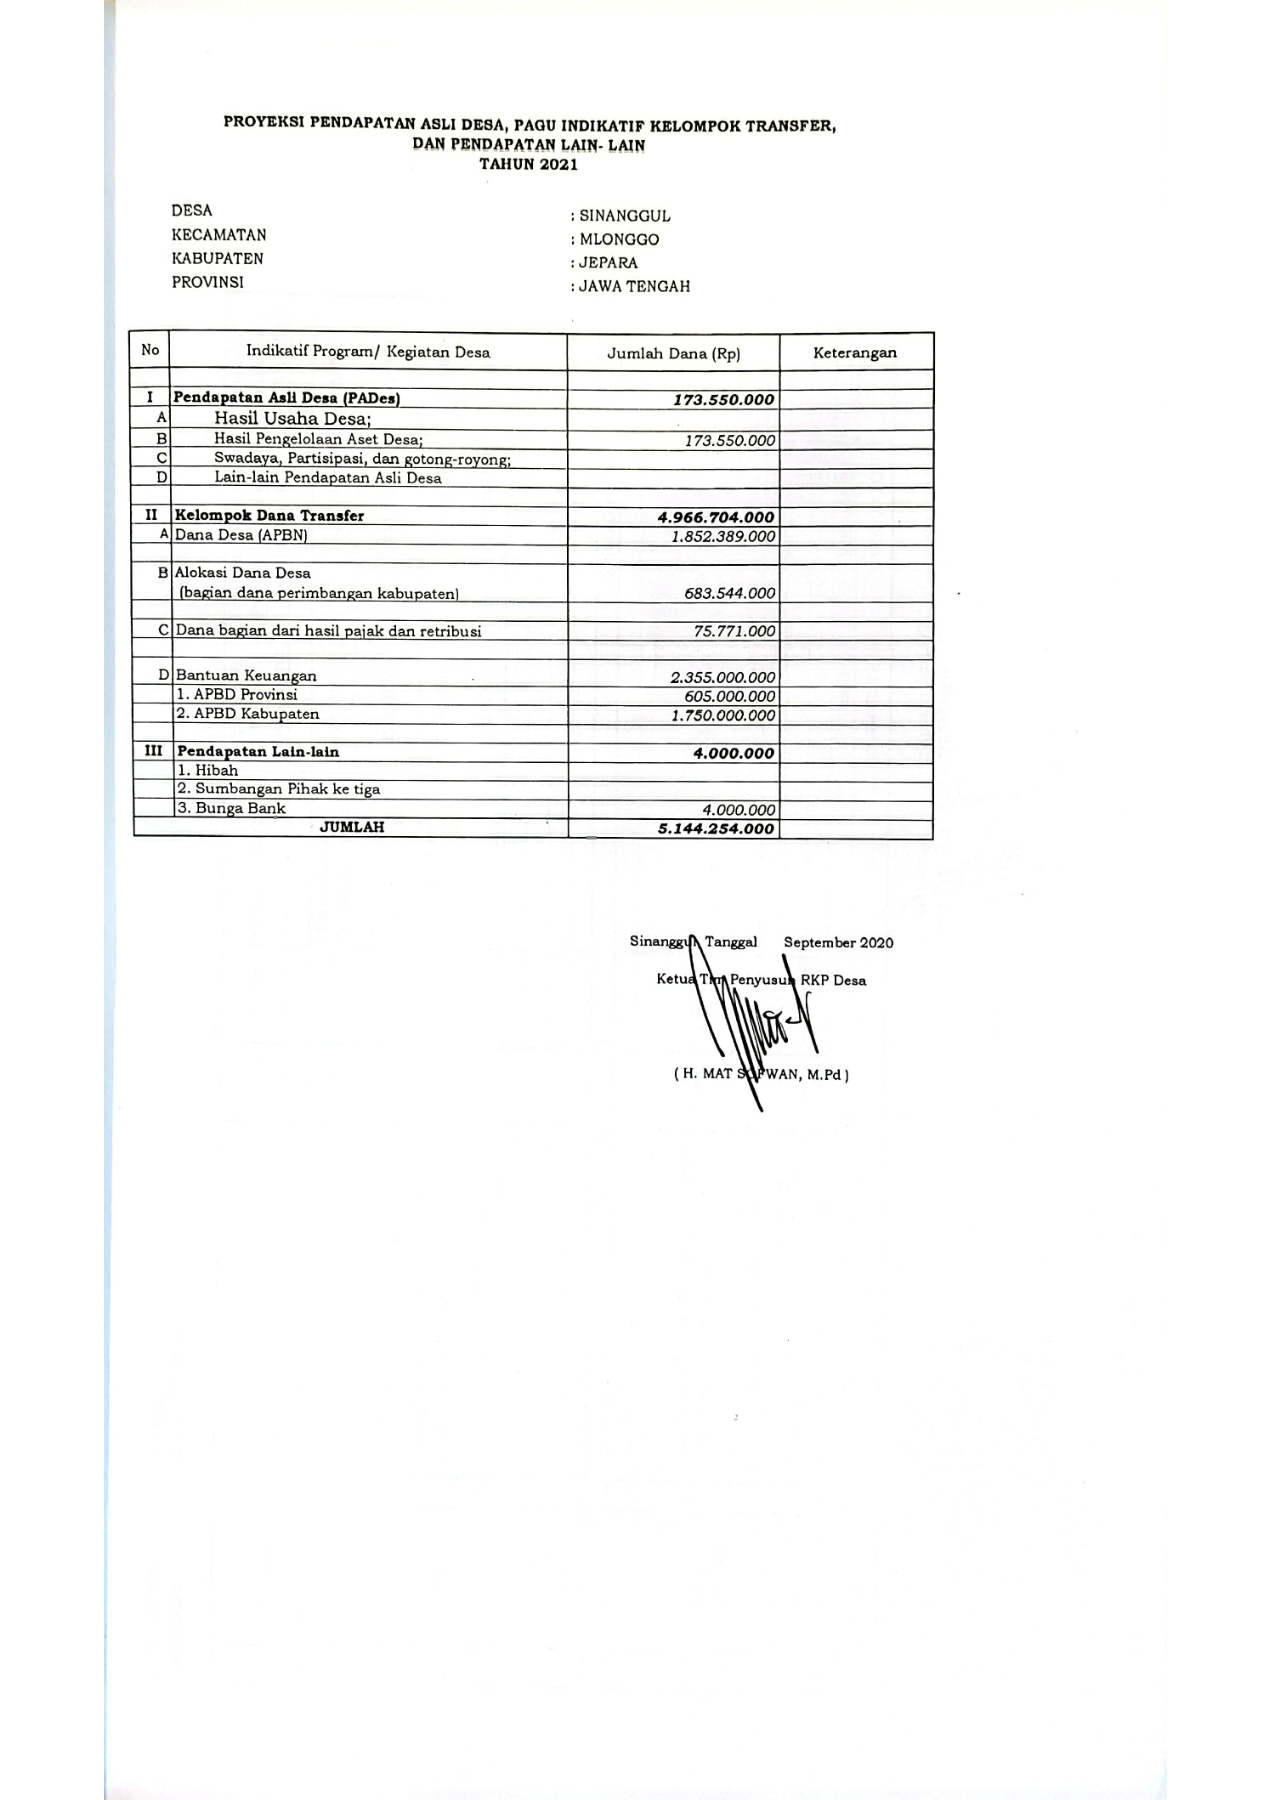 PROYEKSI PENDAPATAN ASLI DESA, PAGU INDIKATIF KELOMPOK TRANSFER,
DAN PENDAPATAN LAIN- LAIN
TAHUN 2021
DESA : SINANGGUL
KECAMATAN : MLONGGO
KABUPATEN : JEPARA
PROVINSI : JAWA TENGAH
No Indikatif Program/ Kegiatan Desa Jumlah Dana (Rp) Keterangan
I Pendapatan Asli Desa (PADes) 173.550.000
A Hasil Usaha Desa;
B Hasil Pengelolaan Aset Desa; 173.550.000
C Swadaya, Partisipasi, dan gotong-royong;
D Lain-lain Pendapatan Asli Desa
II Kelompok Dana Transfer 4.966.704.000
A Dana Desa (APBN) 1.852.389.000
B Alokasi Dana Desa
(bagian dana perimbangan kabupaten) 683.544.000
C Dana bagian dari hasil pajak dan retribusi 75.771.000
D Bantuan Keuangan 2.355.000.000
1. APBD Provinsi 605.000.000
2. APBD Kabupaten 1.750.000.000
III Pendapatan Lain-lain 4.000.000
1. Hibah
2. Sumbangan Pihak ke tiga
3. Bunga Bank 4.000.000
JUMLAH 5.144.254.000
Sinanggul, Tanggal September 2020
Ketua Tim Penyusun RKP Desa
( H. MAT SOFWAN, M.Pd )